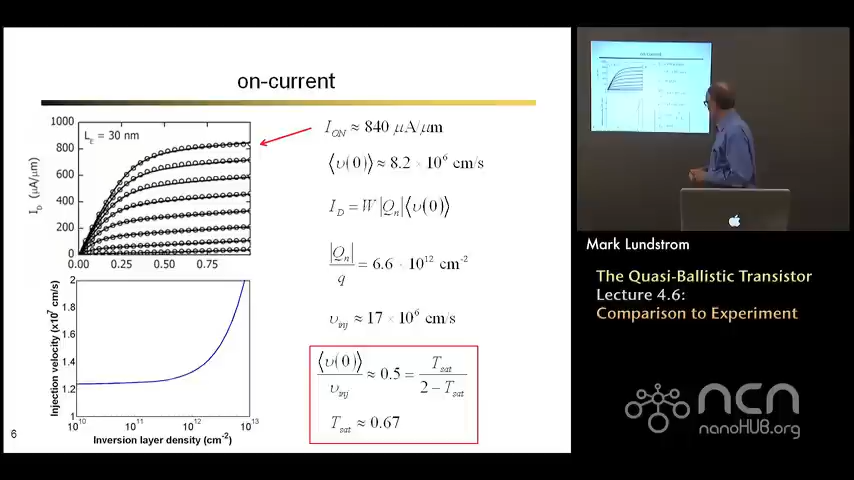 on-current
1000
800
600
400
200
0
I_D (μA/μm)
L_E = 30 nm
0.00 0.25 0.50 0.75
I_ON ≈ 840 μA/μm
⟨υ(0)⟩ ≈ 8.2 × 10^6 cm/s
I_D = W |Q_n| ⟨υ(0)⟩
|Q_n| / q = 6.6 · 10^12 cm^-2
υ_inj ≈ 17 × 10^6 cm/s
⟨υ(0)⟩ / υ_inj ≈ 0.5 = T_sat / (2 − T_sat)
T_sat ≈ 0.67
2
1.8
1.6
1.4
1.2
1
Injection velocity (×10^7 cm/s)
10^10 10^11 10^12 10^13
Inversion layer density (cm^-2)
6
Mark Lundstrom
The Quasi-Ballistic Transistor
Lecture 4.6:
Comparison to Experiment
ncn
nanoHUB.org